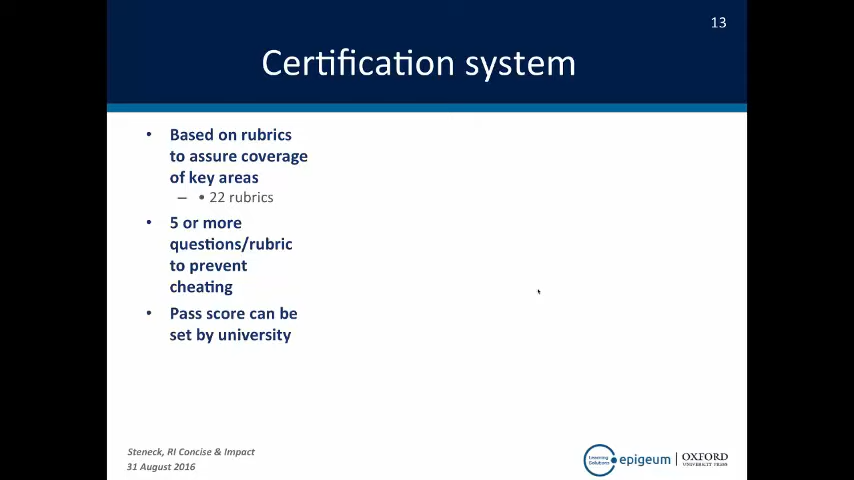 13
Certification system
• Based on rubrics
to assure coverage
of key areas
– • 22 rubrics
• 5 or more
questions/rubric
to prevent
cheating
• Pass score can be
set by university
Steneck, RI Concise & Impact
31 August 2016
Learning
Solutions
epigeum
OXFORD
UNIVERSITY PRESS